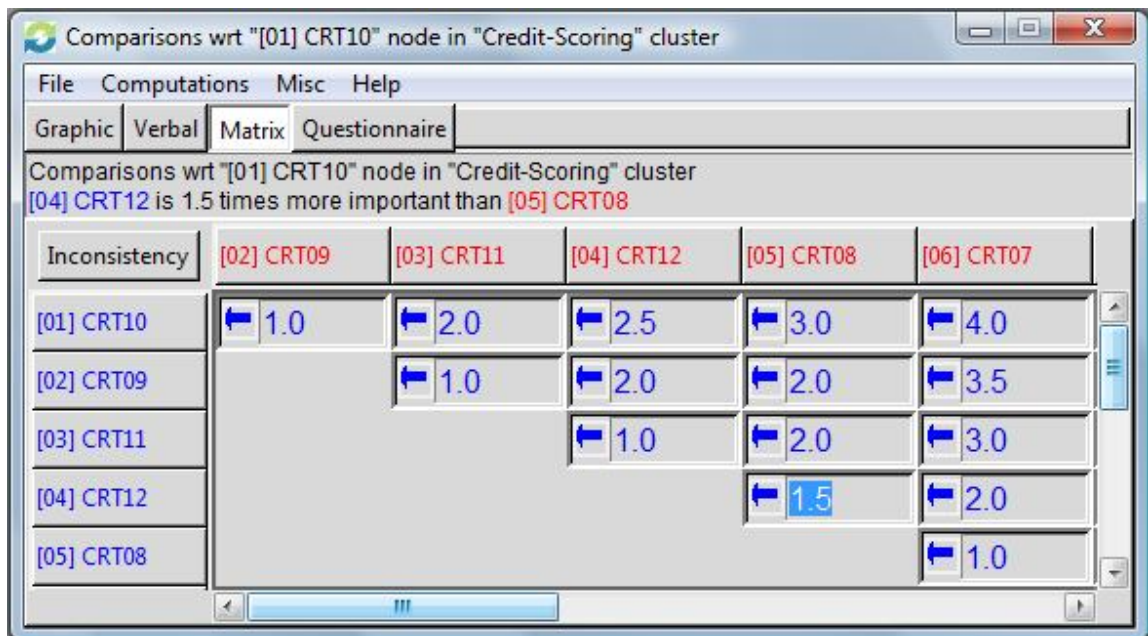 Comparisons wrt "[01] CRT10" node in "Credit-Scoring" cluster
File Computations Misc Help
Graphic Verbal Matrix Questionnaire
Comparisons wrt "[01] CRT10" node in "Credit-Scoring" cluster
[04] CRT12 is 1.5 times more important than [05] CRT08
Inconsistency [02] CRT09 [03] CRT11 [04] CRT12 [05] CRT08 [06] CRT07
[01] CRT10 1.0 2.0 2.5 3.0 4.0
[02] CRT09 1.0 2.0 2.0 3.5
[03] CRT11 1.0 2.0 3.0
[04] CRT12 1.5 2.0
[05] CRT08 1.0